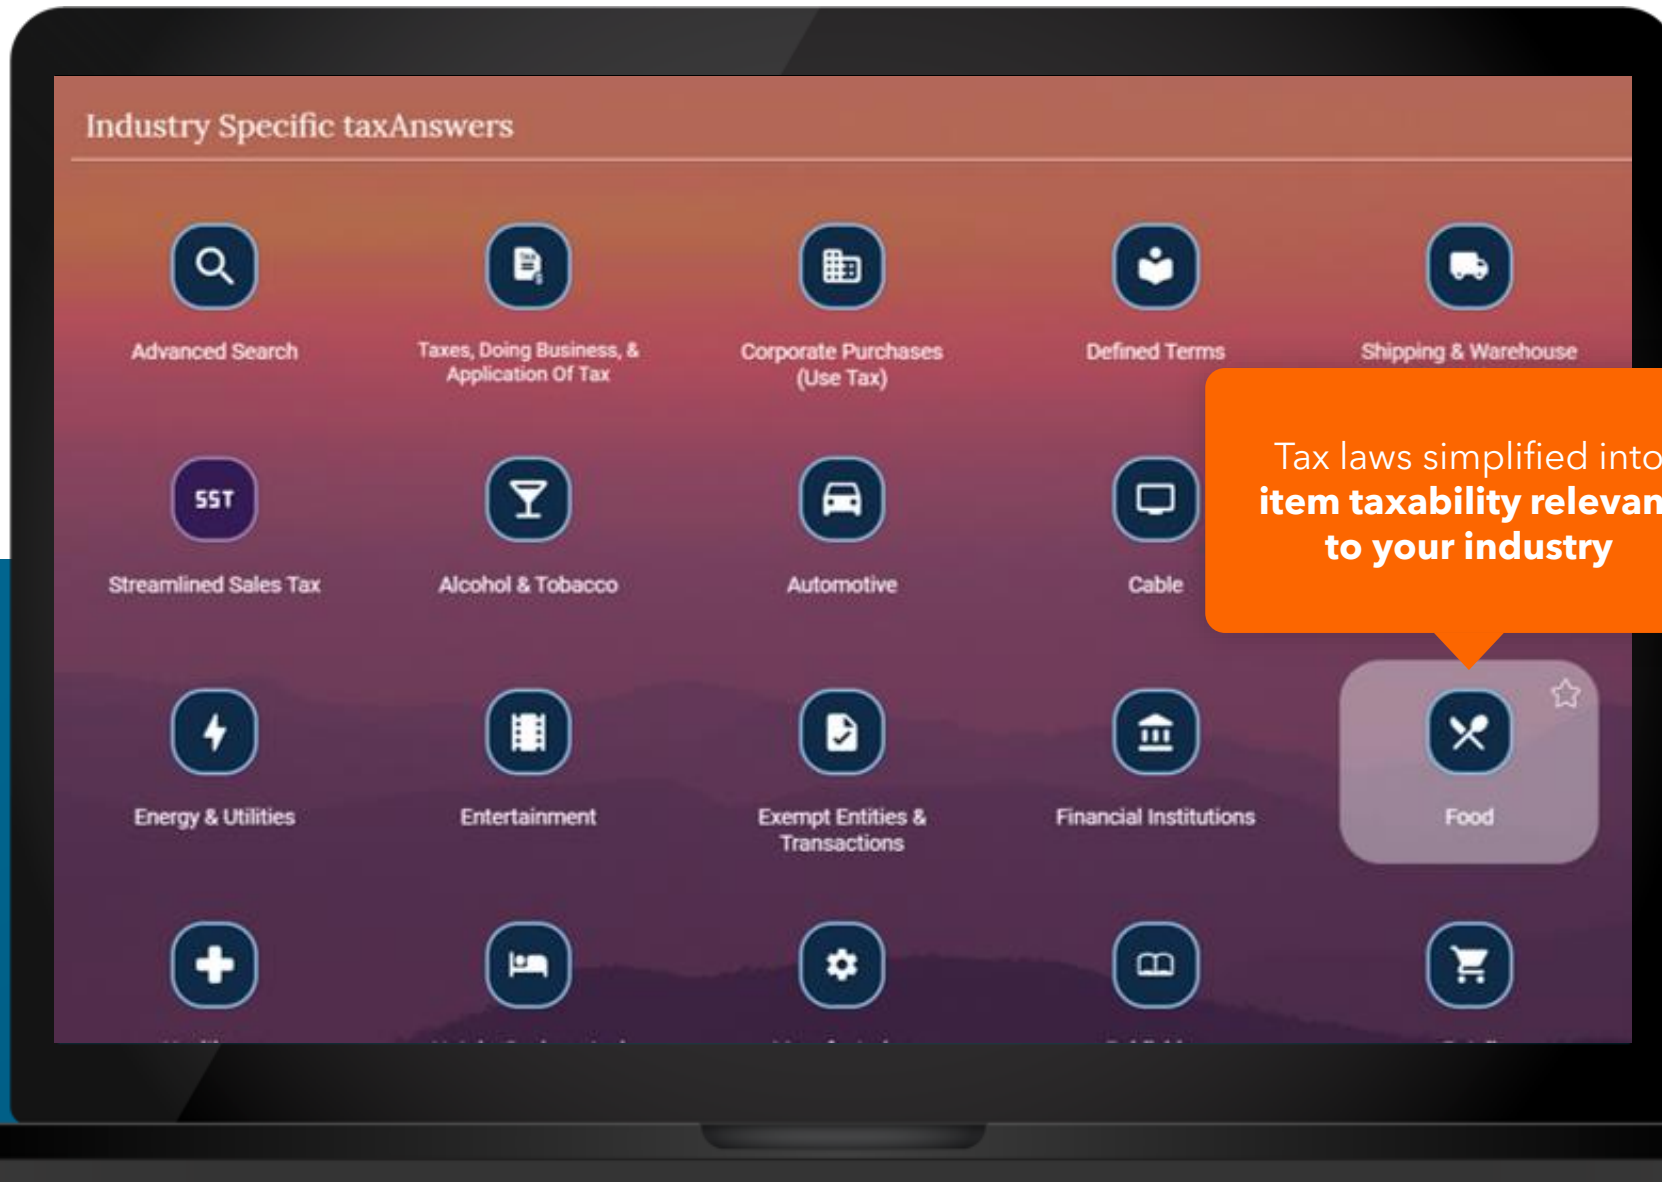 Industry Specific taxAnswers
Advanced Search
Taxes, Doing Business, &
Application Of Tax
Corporate Purchases
(Use Tax)
Defined Terms
Shipping & Warehouse
Tax laws simplified into
item taxability
to your industry
SST
Streamlined Sales Tax
Alcohol & Tobacco
Automotive
Cable
Energy & Utilities
Entertainment
Exempt Entities &
Transactions
Financial Institutions
Food